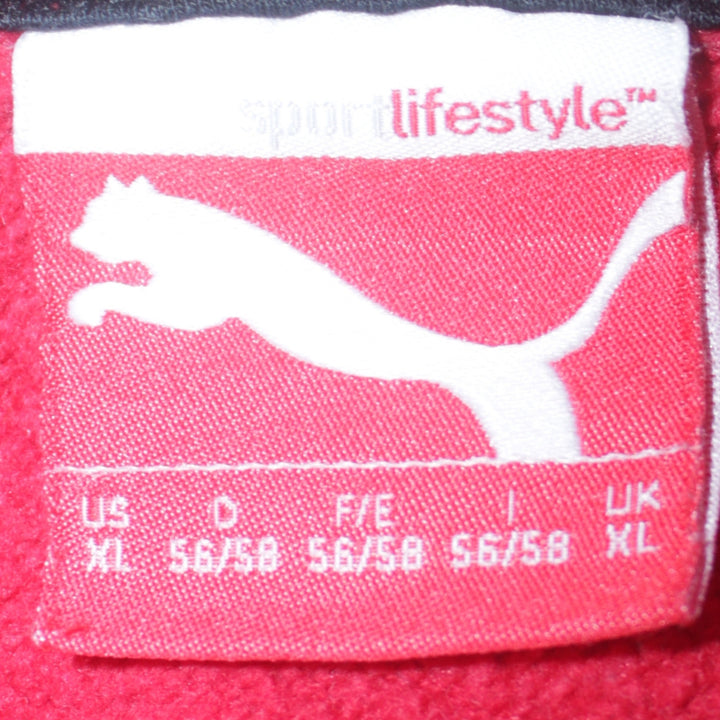 sportlifestyle™
US D F/E I UK
XL 56/58 56/58 56/58 XL